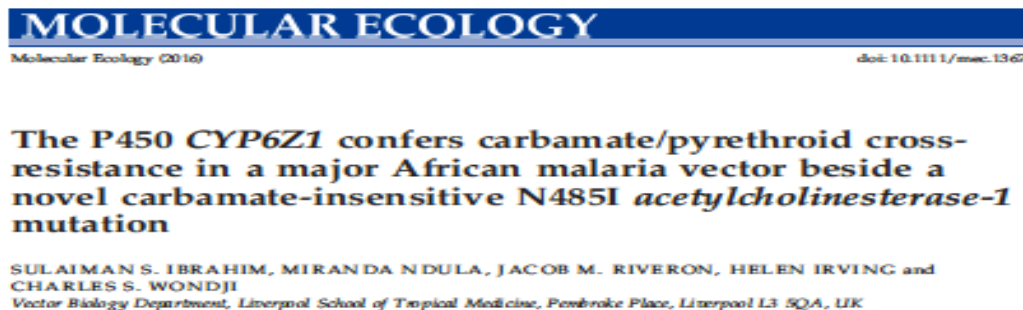 MOLECULAR ECOLOGY
Molecular Ecology (2016)
doi: 10.1111/mec.1367
The P450 CYP6Z1 confers carbamate/pyrethroid cross-
resistance in a major African malaria vector beside a
novel carbamate-insensitive N485I acetylcholinesterase-1
mutation
SULAIMAN S. IBRAHIM, MIRANDA NDULA, JACOB M. RIVERON, HELEN IRVING and
CHARLES S. WONDJI
Vector Biology Department, Liverpool School of Tropical Medicine, Pembroke Place, Liverpool L3 5QA, UK